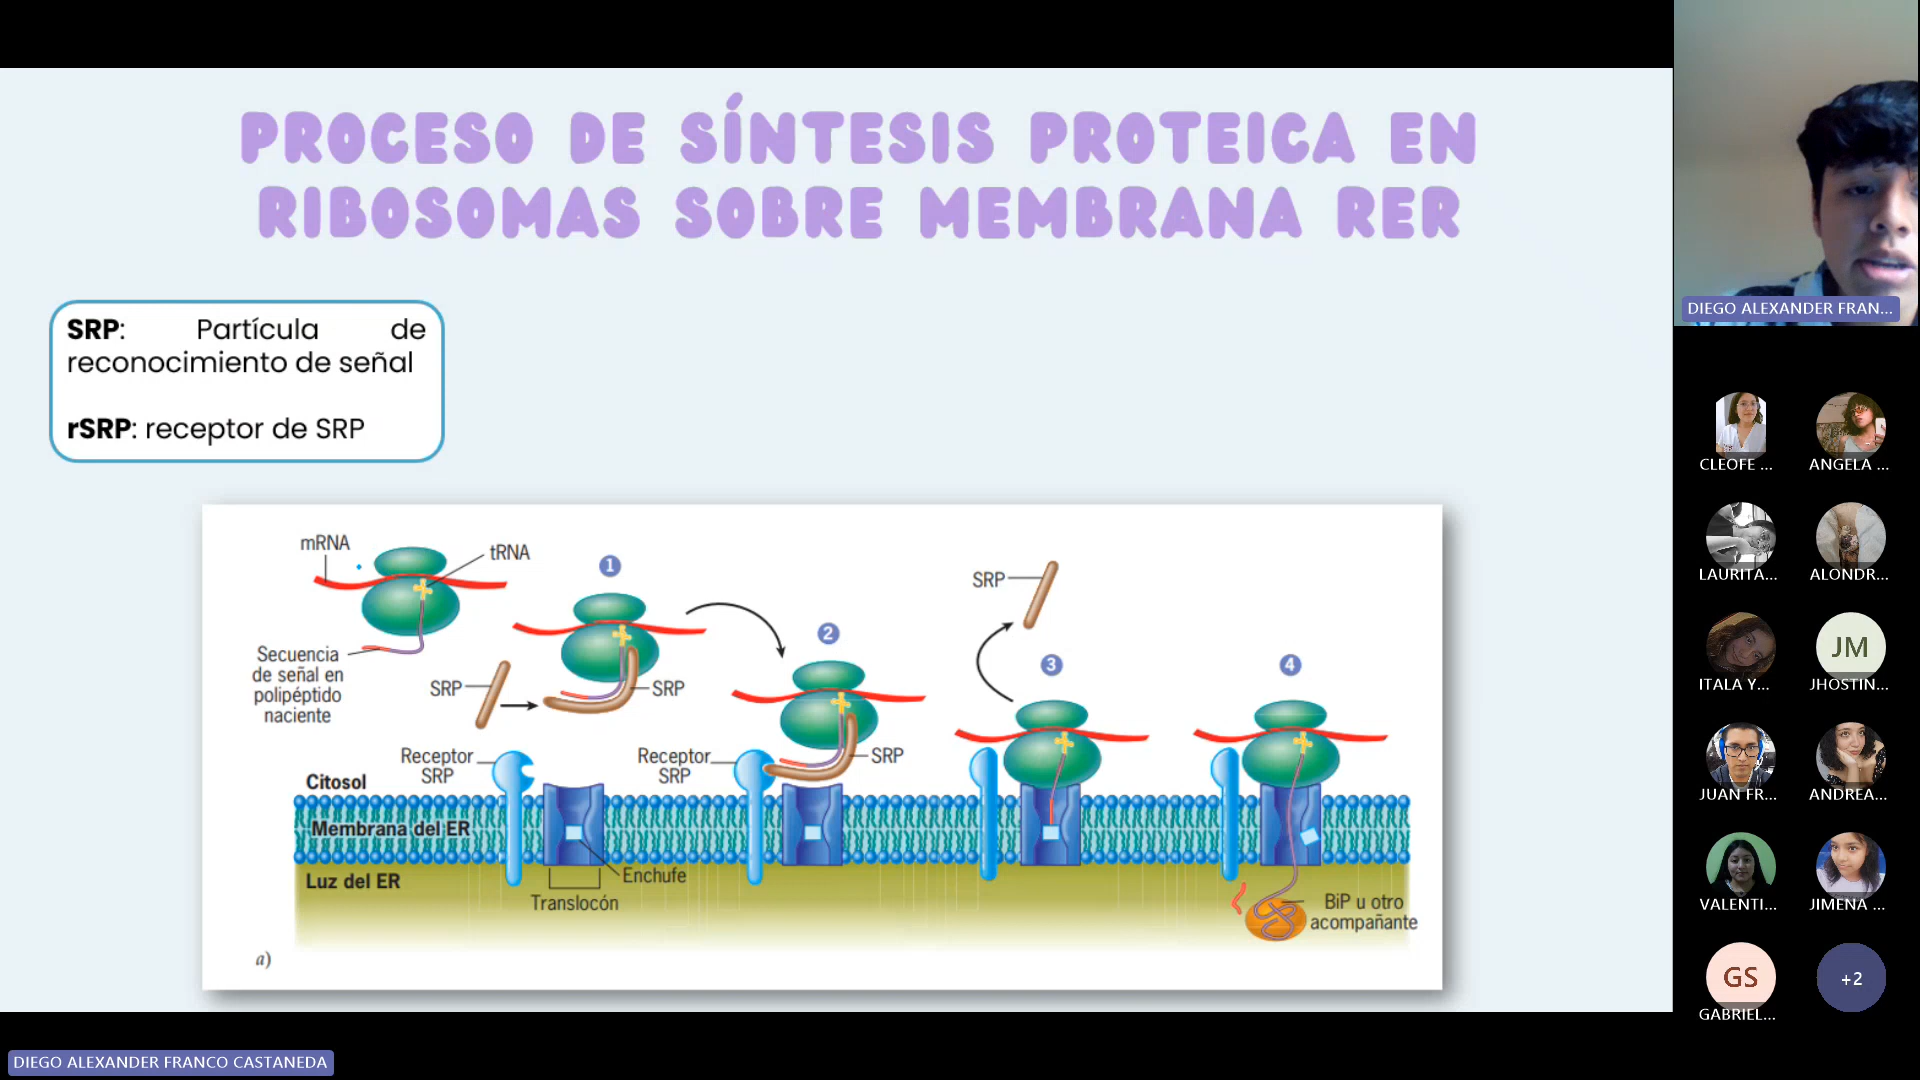 PROCESO DE SÍNTESIS PROTEICA EN
RIBOSOMAS SOBRE MEMBRANA RER
SRP: Partícula de
reconocimiento de señal
rSRP: receptor de SRP
mRNA
tRNA
Secuencia
de señal en
polipéptido
naciente
1
SRP
SRP
Receptor
SRP
2
Receptor
SRP
SRP
SRP
3
4
Citosol
Membrana del ER
Luz del ER
Enchufe
Translocón
BiP u otro
acompañante
a)
DIEGO ALEXANDER FRAN...
CLEOFE ...
ANGELA ...
LAURITA...
ALONDR...
ITALA Y...
JM
JHOSTIN...
JUAN FR...
ANDREA...
VALENTI...
JIMENA ...
GS
GABRIEL...
+2
DIEGO ALEXANDER FRANCO CASTANEDA